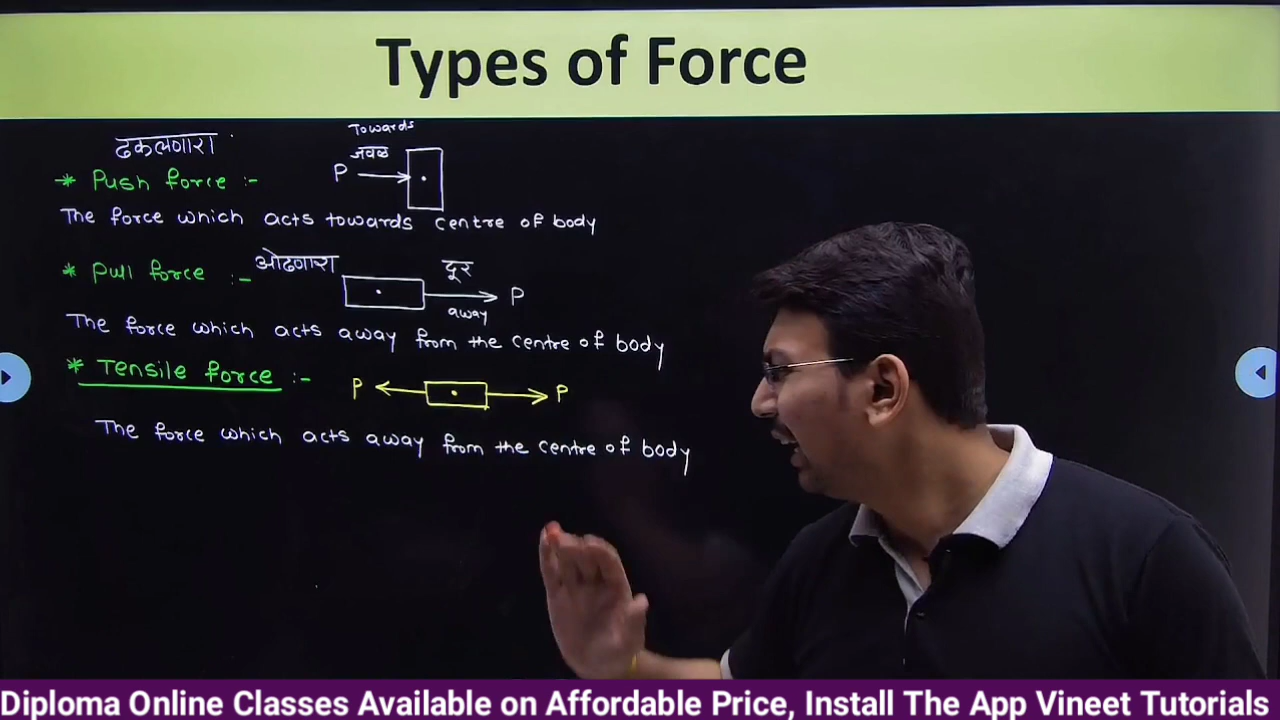 Types of Force
ढकलणारा
Towards
जवळ
P
* Push force :-
The force which acts towards centre of body
* Pull force :-
ओढणारा
दूर
P
away
The force which acts away from the centre of body
* Tensile force :-
P
P
The force which acts away from the centre of body
Diploma Online Classes Available on Affordable Price, Install The App Vineet Tutorials